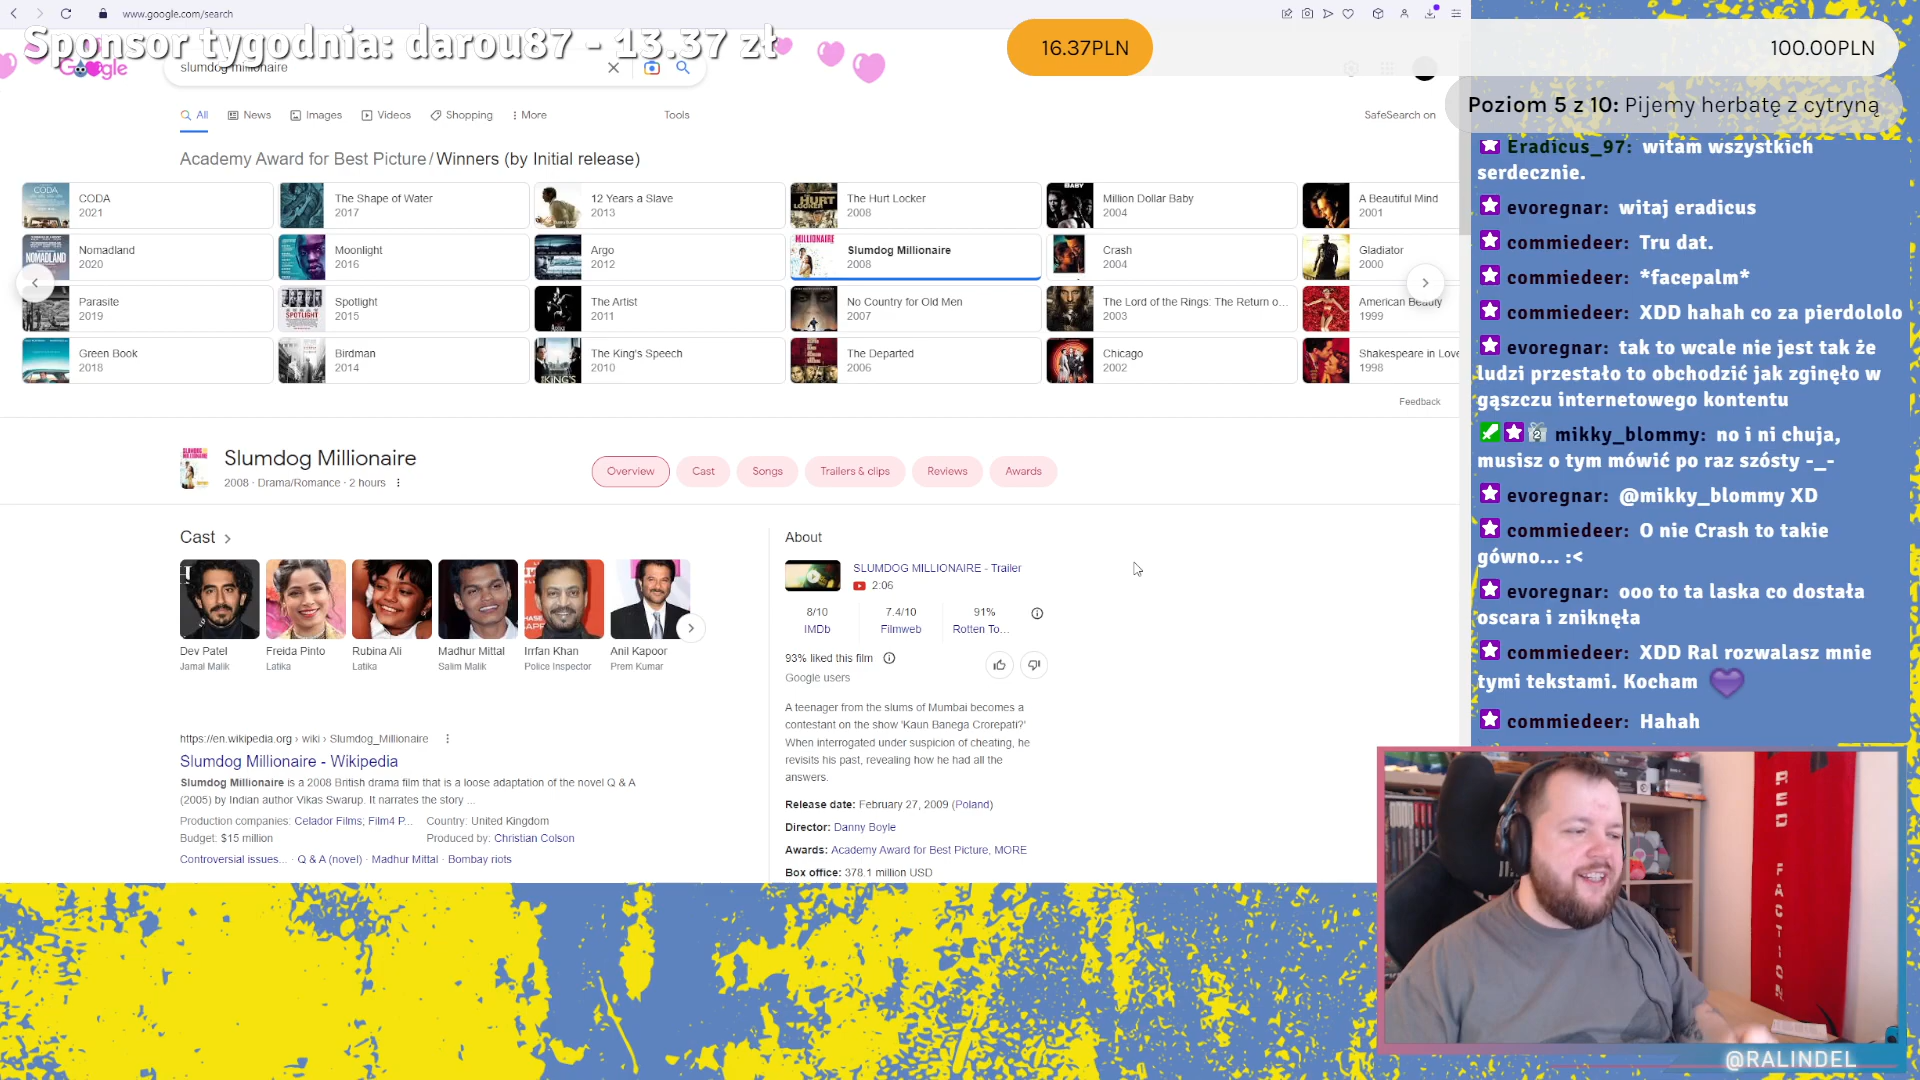 www.google.com/search
Sponsor tygodnia: darou87 - 13.37 zł
Google
slumdog millionaire
16.37PLN
100.00PLN
Poziom 5 z 10: Pijemy herbatę z cytryną
All
News
Images
Videos
Shopping
More
Tools
SafeSearch on
Academy Award for Best Picture / Winners (by Initial release)
CODA
2021
The Shape of Water
2017
12 Years a Slave
2013
The Hurt Locker
2008
Million Dollar Baby
2004
A Beautiful Mind
2001
Nomadland
2020
Moonlight
2016
Argo
2012
Slumdog Millionaire
2008
Crash
2004
Gladiator
2000
Parasite
2019
Spotlight
2015
The Artist
2011
No Country for Old Men
2007
The Lord of the Rings: The Return o...
2003
American Beauty
1999
Green Book
2018
Birdman
2014
The King's Speech
2010
The Departed
2006
Chicago
2002
Shakespeare in Love
1998
Feedback
Slumdog Millionaire
2008 · Drama/Romance · 2 hours
Overview
Cast
Songs
Trailers & clips
Reviews
Awards
Cast
Dev Patel
Jamal Malik
Freida Pinto
Latika
Rubina Ali
Latika
Madhur Mittal
Salim Malik
Irrfan Khan
Police Inspector
Anil Kapoor
Prem Kumar
https://en.wikipedia.org › wiki › Slumdog_Millionaire
Slumdog Millionaire - Wikipedia
Slumdog Millionaire is a 2008 British drama film that is a loose adaptation of the novel Q & A
(2005) by Indian author Vikas Swarup. It narrates the story ...
Production companies: Celador Films; Film4 P...
Country: United Kingdom
Budget: $15 million
Produced by: Christian Colson
Controversial issues... · Q & A (novel) · Madhur Mittal · Bombay riots
About
SLUMDOG MILLIONAIRE - Trailer
2:06
8/10
IMDb
7.4/10
Filmweb
91%
Rotten To...
93% liked this film
Google users
A teenager from the slums of Mumbai becomes a
contestant on the show 'Kaun Banega Crorepati?'
When interrogated under suspicion of cheating, he
revisits his past, revealing how he had all the
answers.
Release date: February 27, 2009 (Poland)
Director: Danny Boyle
Awards: Academy Award for Best Picture, MORE
Box office: 378.1 million USD
Eradicus_97: witam wszystkich
serdecznie.
evoregnar: witaj eradicus
commiedeer: Tru dat.
commiedeer: *facepalm*
commiedeer: XDD hahah co za pierdololo
evoregnar: tak to wcale nie jest tak że
ludzi przestało to obchodzić jak zginęło w
gąszczu internetowego kontentu
mikky_blommy: no i ni chuja,
musisz o tym mówić po raz szósty -_-
evoregnar: @mikky_blommy XD
commiedeer: O nie Crash to takie
gówno... :<
evoregnar: ooo to ta laska co dostała
oscara i zniknęła
commiedeer: XDD Ral rozwalasz mnie
tymi tekstami. Kocham
commiedeer: Hahah
RED
FACTION
@RALINDEL